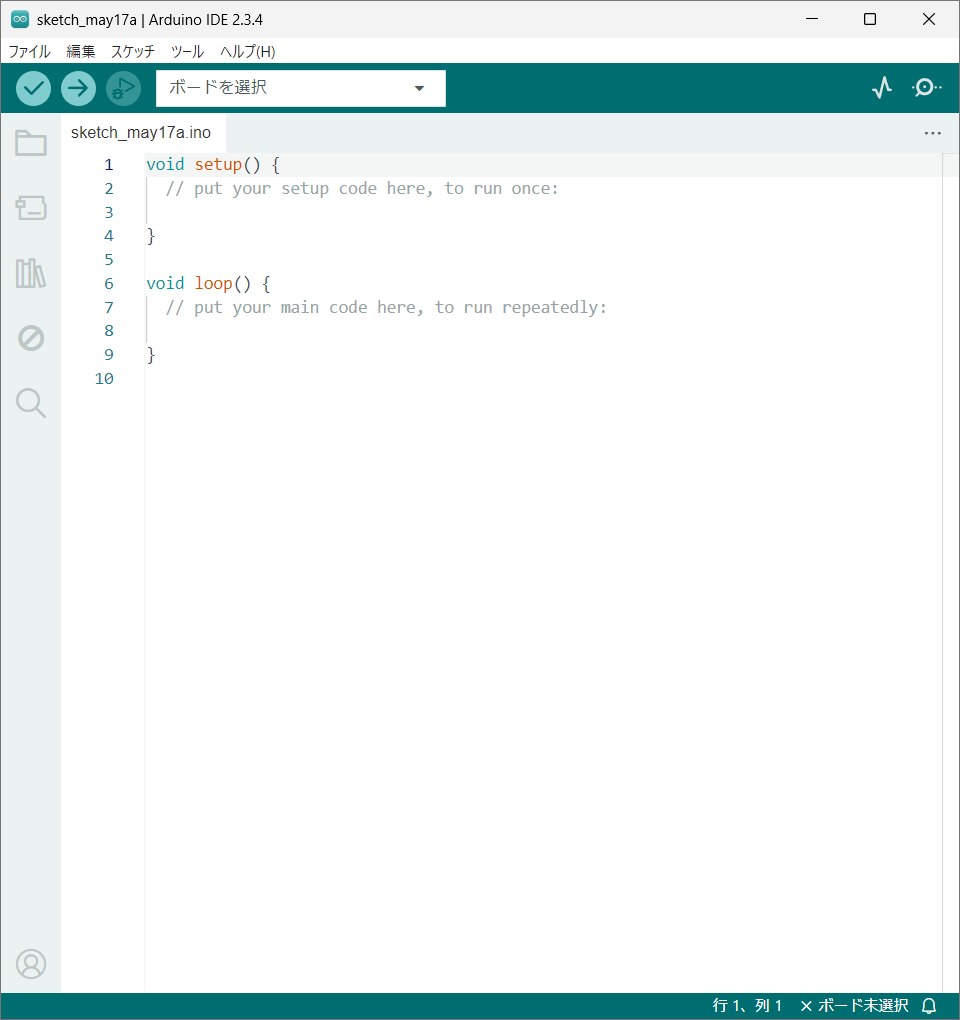 sketch_may17a | Arduino IDE 2.3.4
ファイル 編集 スケッチ ツール ヘルプ(H)
ボードを選択
sketch_may17a.ino
1 void setup() {
2 // put your setup code here, to run once:
3
4 }
5
6 void loop() {
7 // put your main code here, to run repeatedly:
8
9 }
10
行 1、列 1 ボード未選択